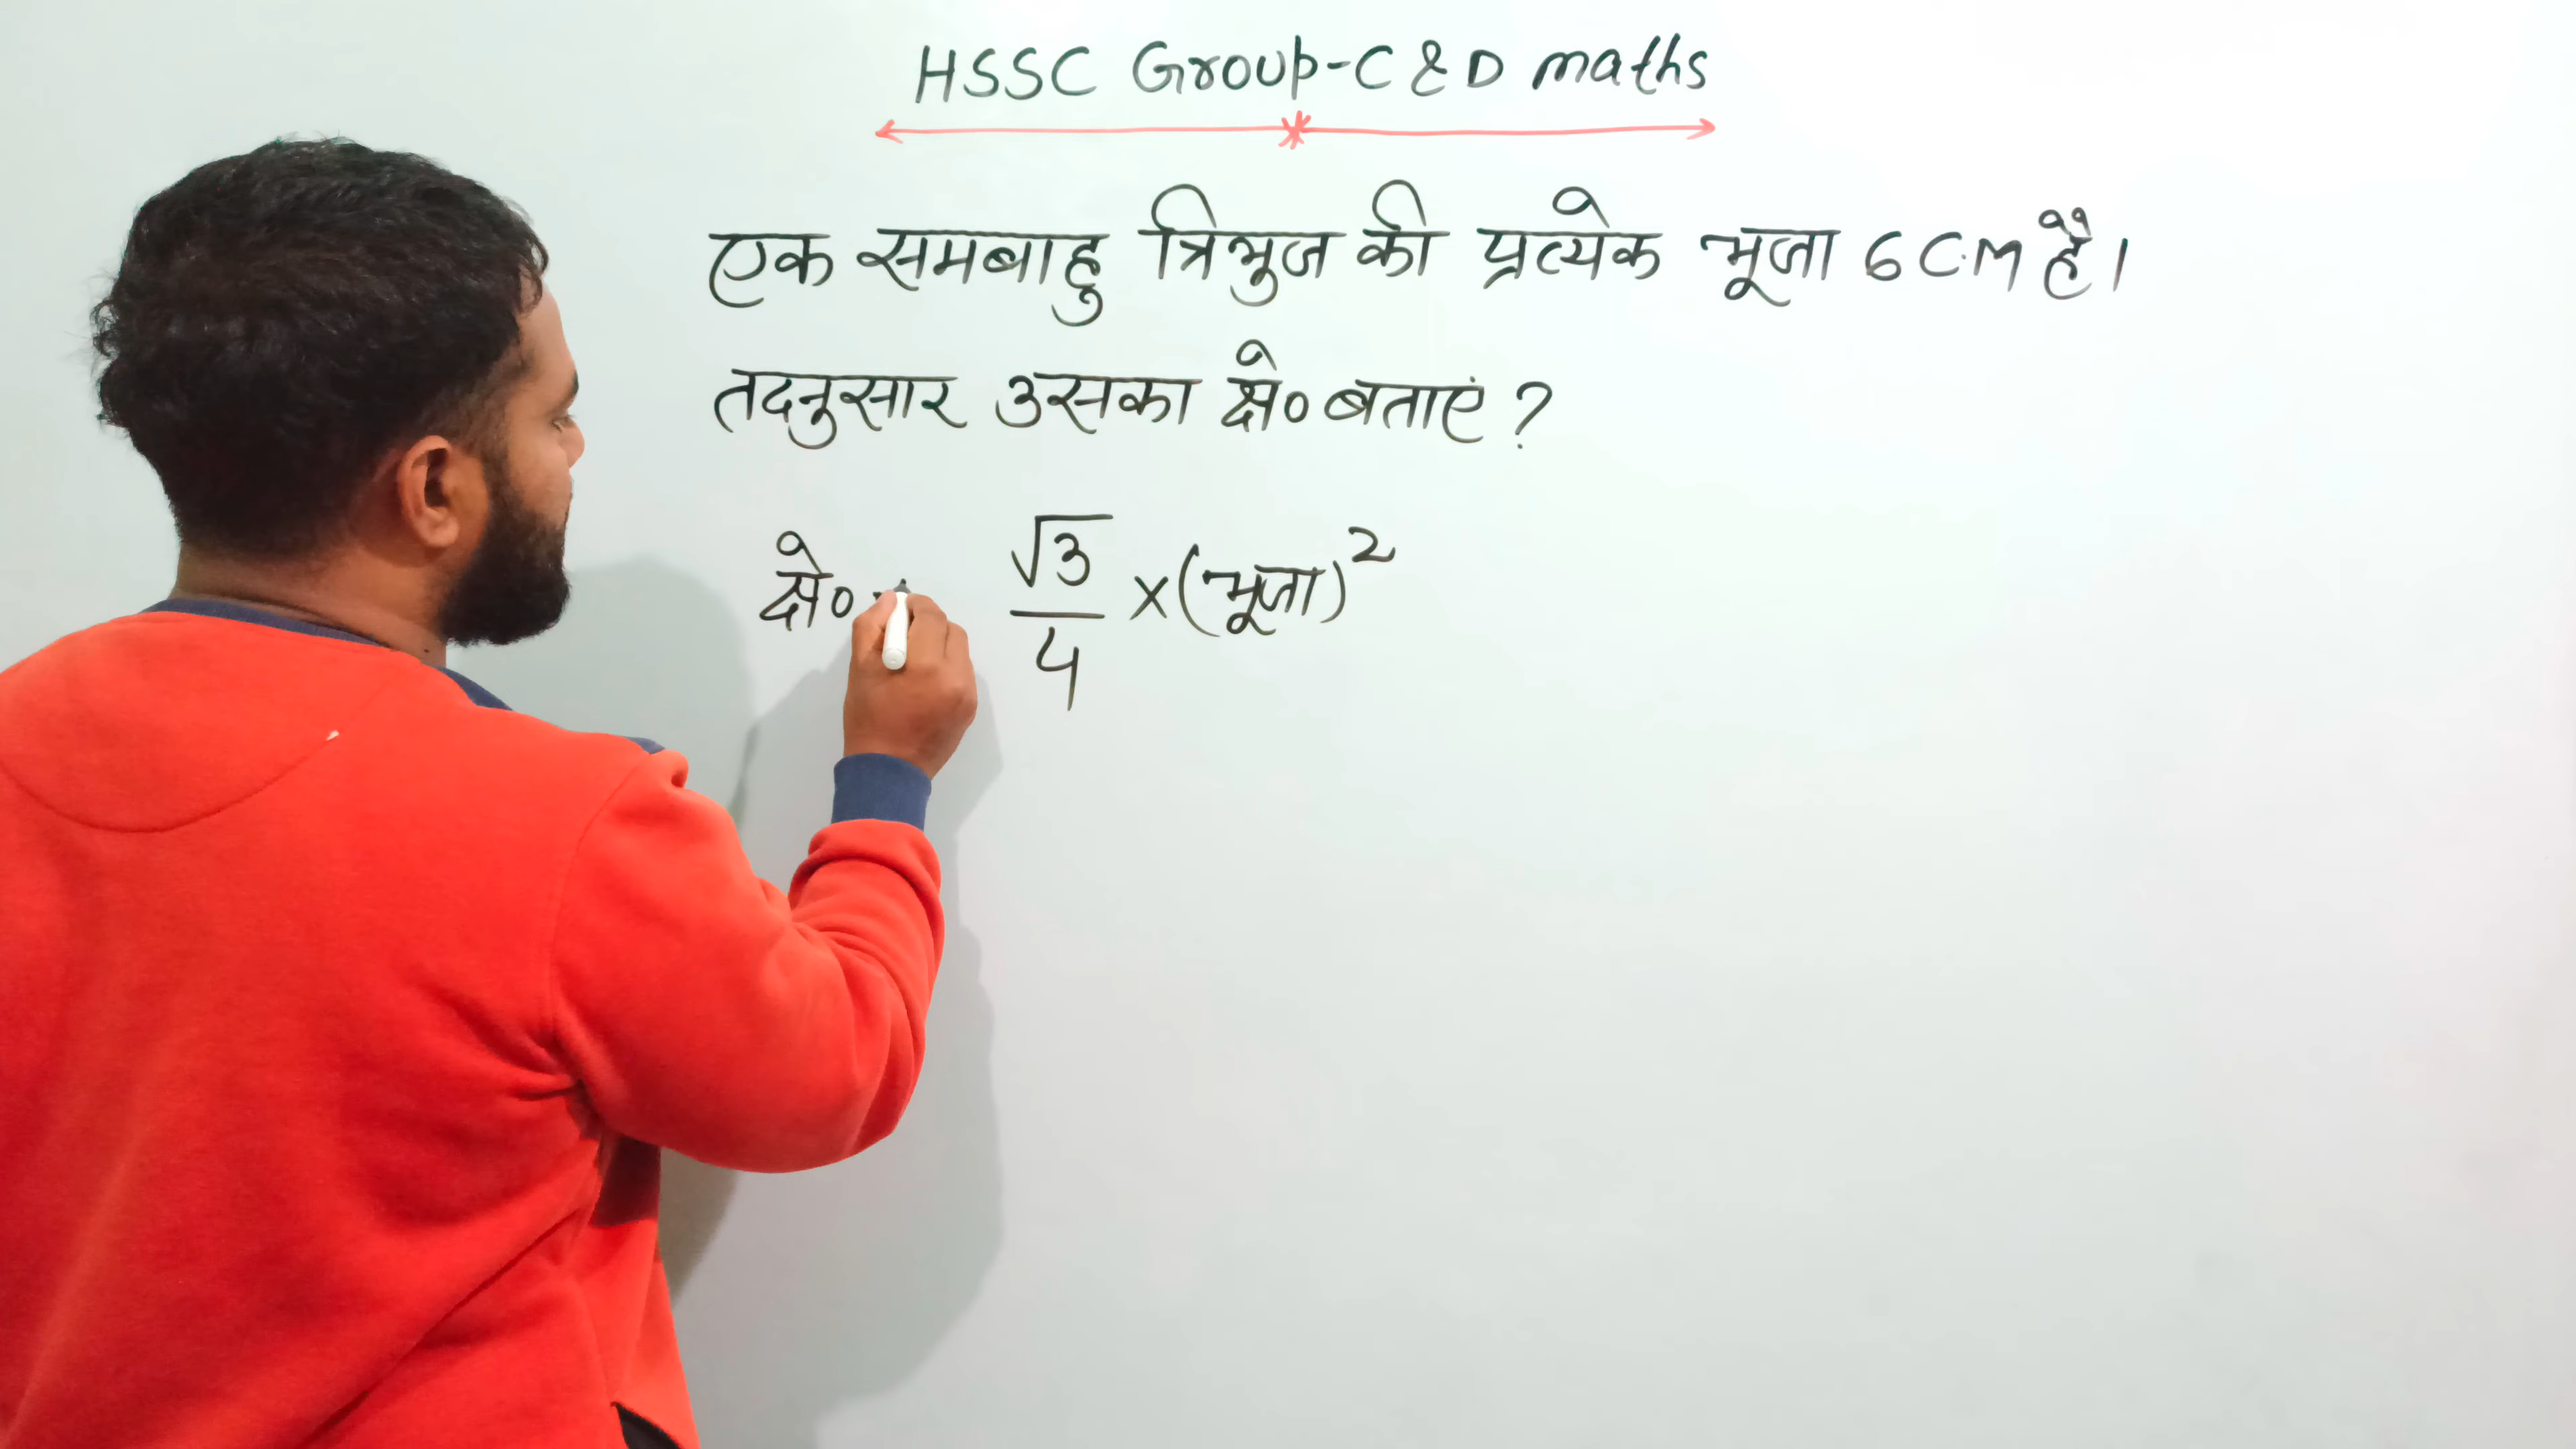 HSSC Group-C & D maths
एक समबाहु त्रिभुज की प्रत्येक भूजा 6 C.M है।
तदनुसार उसका क्षे० बताएं ?
क्षे० √3/4 × (भूजा)²